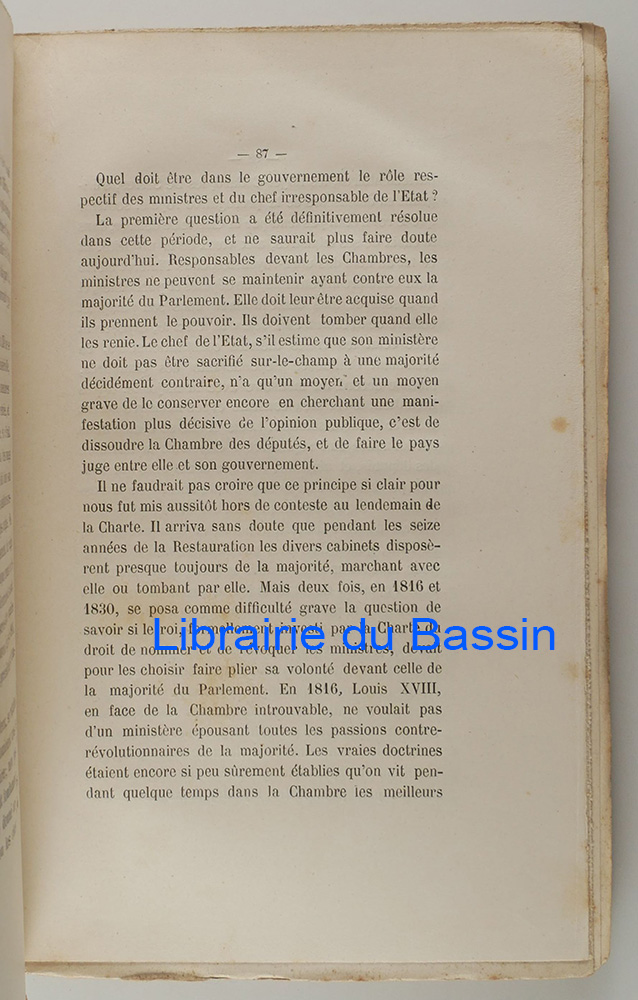 — 87 —
Quel doit être dans le gouvernement le rôle res-
pectif des ministres et du chef irresponsable de l'Etat ?
La première question a été définitivement résolue
dans cette période, et ne saurait plus faire doute
aujourd'hui. Responsables devant les Chambres, les
ministres ne peuvent se maintenir ayant contre eux la
majorité du Parlement. Elle doit leur être acquise quand
ils prennent le pouvoir. Ils doivent tomber quand elle
les renie. Le chef de l'Etat, s'il estime que son ministère
ne doit pas être sacrifié sur-le-champ à une majorité
décidément contraire, n'a qu'un moyen et un moyen
grave de le conserver encore en cherchant une mani-
festation plus décisive de l'opinion publique, c'est de
dissoudre la Chambre des députés, et de faire le pays
juge entre elle et son gouvernement.
Il ne faudrait pas croire que ce principe si clair pour
nous fut mis aussitôt hors de conteste au lendemain de
la Charte. Il arriva sans doute que pendant les seize
années de la Restauration les divers cabinets disposè-
rent presque toujours de la majorité, marchant avec
elle ou tombant par elle. Mais deux fois, en 1816 et
1830, se posa comme difficulté grave la question de
savoir si le roi, formellement investi par la Charte du
droit de nommer et de révoquer les ministres, devait
pour les choisir faire plier sa volonté devant celle de
la majorité du Parlement. En 1816, Louis XVIII,
en face de la Chambre introuvable, ne voulait pas
d'un ministère épousant toutes les passions contre-
révolutionnaires de la majorité. Les vraies doctrines
étaient encore si peu sûrement établies qu'on vit pen-
dant quelque temps dans la Chambre les meilleurs
Librairie du Bassin